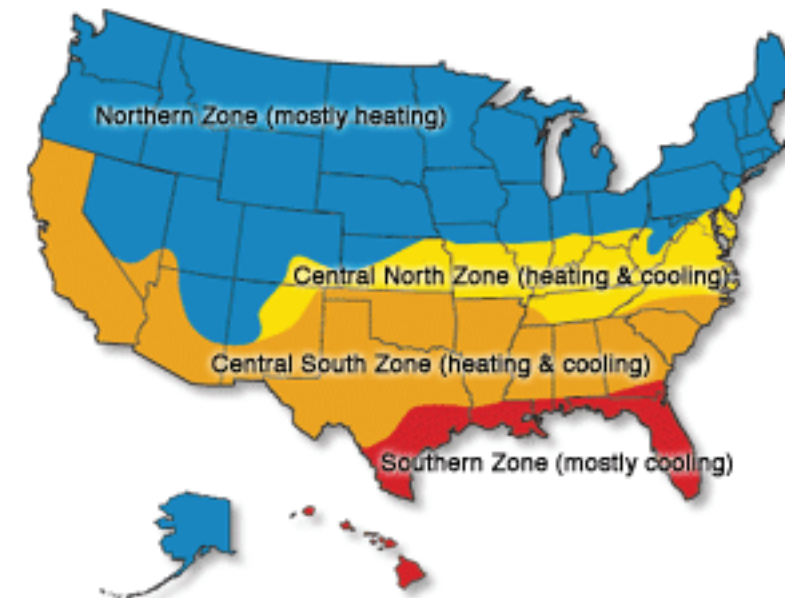 Northern Zone (mostly heating)
Central North Zone (heating & cooling)
Central South Zone (heating & cooling)
Southern Zone (mostly cooling)